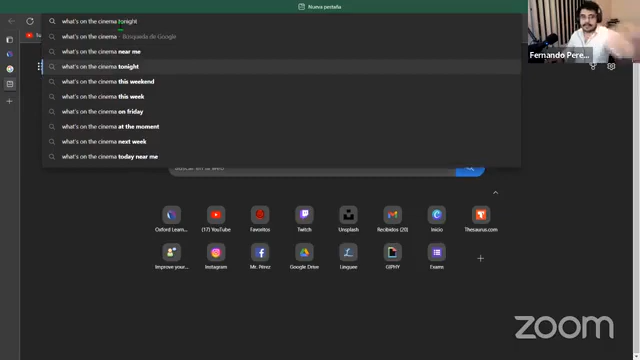 Nueva pestaña
what's on the cinema tonight
what's on the cinema - Búsqueda de Google
what's on the cinema near me
what's on the cinema tonight
what's on the cinema this weekend
what's on the cinema this week
what's on the cinema on friday
what's on the cinema at the moment
what's on the cinema next week
what's on the cinema today near me
Fernando Pere...
Buscar en la web
Oxford Learn...
(17) YouTube
Favoritos
Twitch
Unsplash
Recibidos (20)
Inicio
Thesaurus.com
Improve your...
Instagram
Mr. Pérez
Google Drive
Linguee
GIPHY
Exams
zoom